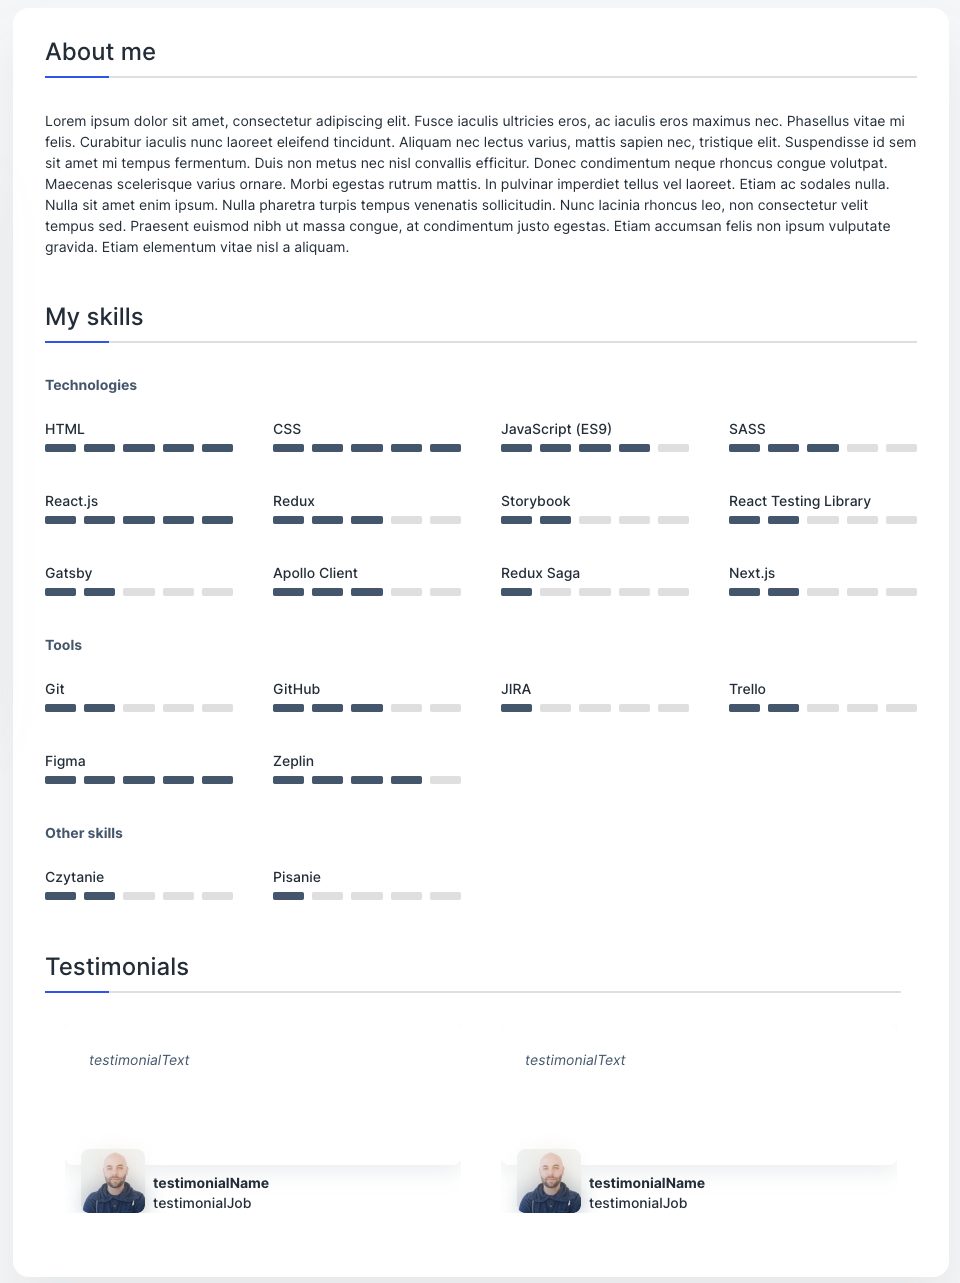 About me
Lorem ipsum dolor sit amet, consectetur adipiscing elit. Fusce iaculis ultricies eros, ac iaculis eros maximus nec. Phasellus vitae mi
felis. Curabitur iaculis nunc laoreet eleifend tincidunt. Aliquam nec lectus varius, mattis sapien nec, tristique elit. Suspendisse id sem
sit amet mi tempus fermentum. Duis non metus nec nisl convallis efficitur. Donec condimentum neque rhoncus congue volutpat.
Maecenas scelerisque varius ornare. Morbi egestas rutrum mattis. In pulvinar imperdiet tellus vel laoreet. Etiam ac sodales nulla.
Nulla sit amet enim ipsum. Nulla pharetra turpis tempus venenatis sollicitudin. Nunc lacinia rhoncus leo, non consectetur velit
tempus sed. Praesent euismod nibh ut massa congue, at condimentum justo egestas. Etiam accumsan felis non ipsum vulputate
gravida. Etiam elementum vitae nisl a aliquam.
My skills
Technologies
HTML CSS JavaScript (ES9) SASS
React.js Redux Storybook React Testing Library
Gatsby Apollo Client Redux Saga Next.js
Tools
Git GitHub JIRA Trello
Figma Zeplin
Other skills
Czytanie Pisanie
Testimonials
testimonialText testimonialText
testimonialName testimonialName
testimonialJob testimonialJob